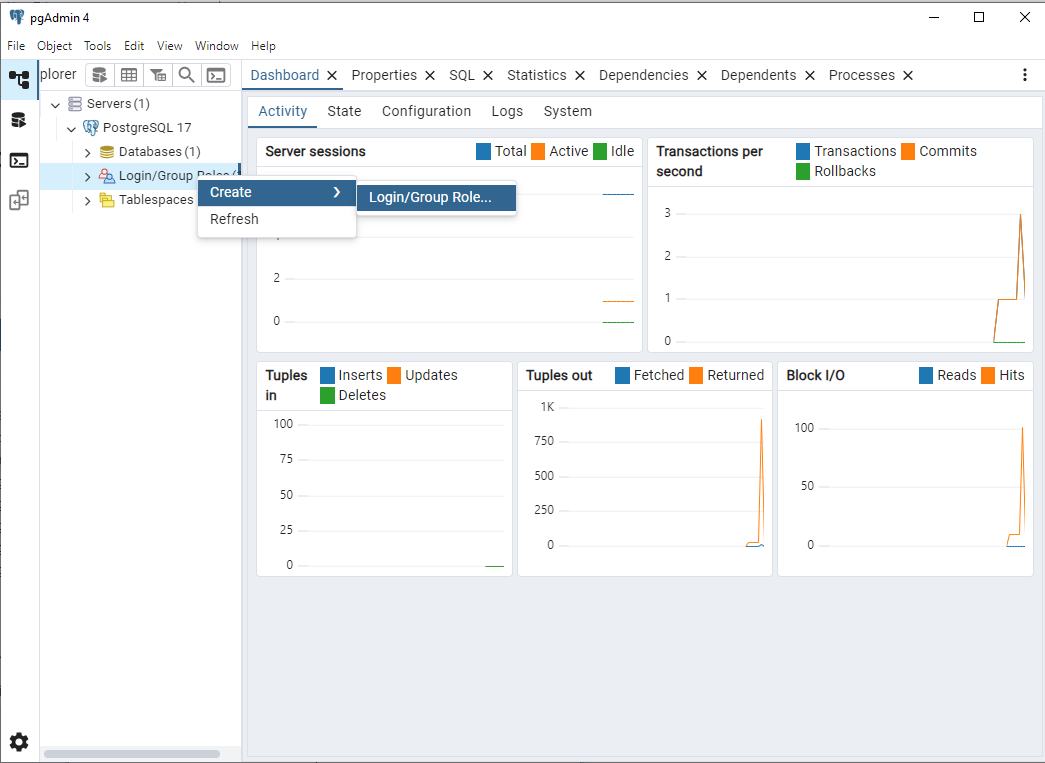 pgAdmin 4
File Object Tools Edit View Window Help
plorer
Dashboard Properties SQL Statistics Dependencies Dependents Processes
Servers (1)
PostgreSQL 17
Databases (1)
Login/Group Roles
Tablespaces
Create
Refresh
Login/Group Role...
Activity State Configuration Logs System
Server sessions
Total Active Idle
2
0
Transactions per
second
Transactions Commits
Rollbacks
3
2
1
0
Tuples
in
Inserts Updates
Deletes
100
75
50
25
0
Tuples out
Fetched Returned
1K
750
500
250
0
Block I/O
Reads Hits
100
50
0